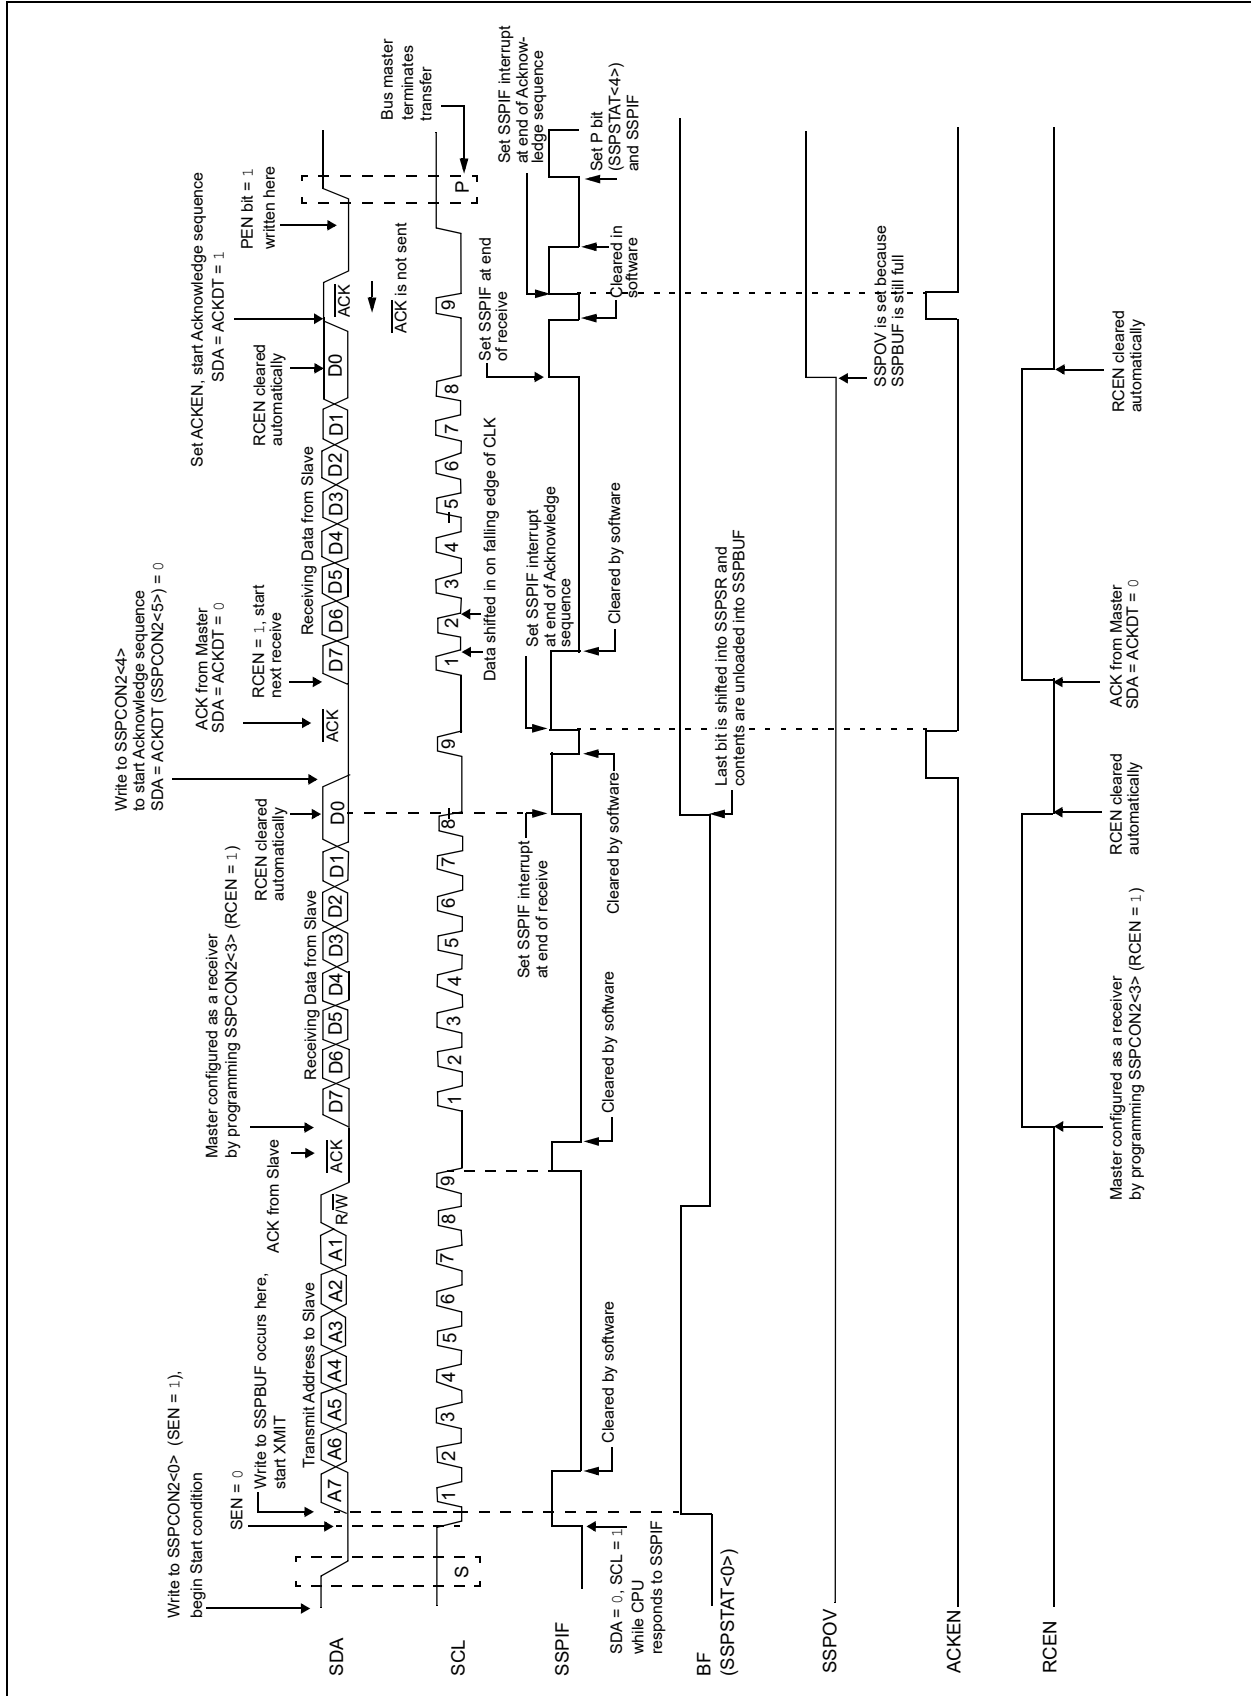 Write to SSPCON2<0> (SEN = 1),
begin Start condition
SEN = 0
Write to SSPBUF occurs here,
start XMIT
ACK from Slave
Master configured as a receiver
by programming SSPCON2<3> (RCEN = 1)
RCEN cleared
automatically
Write to SSPCON2<4>
to start Acknowledge sequence
SDA = ACKDT (SSPCON2<5>) = 0
ACK from Master
SDA = ACKDT = 0
RCEN = 1, start
next receive
RCEN cleared
automatically
Set ACKEN, start Acknowledge sequence
SDA = ACKDT = 1
PEN bit = 1
written here
Transmit Address to Slave
Receiving Data from Slave
Receiving Data from Slave
SDA
A7 A6 A5 A4 A3 A2 A1 R/W ACK D7 D6 D5 D4 D3 D2 D1 D0 ACK D7 D6 D5 D4 D3 D2 D1 D0 ACK
ACK is not sent
Bus master
terminates
transfer
SCL
S 1 2 3 4 5 6 7 8 9 1 2 3 4 5 6 7 8 9 1 2 3 4 5 6 7 8 9 P
Data shifted in on falling edge of CLK
Set SSPIF interrupt
at end of receive
Set SSPIF interrupt
at end of Acknowledge
sequence
Set SSPIF at end
of receive
Set SSPIF interrupt
at end of Acknow-
ledge sequence
SSPIF
SDA = 0, SCL = 1
while CPU
responds to SSPIF
Cleared by software
Cleared by software
Cleared by software
Cleared by software
Cleared by software
Cleared in
software
Set P bit
(SSPSTAT<4>)
and SSPIF
BF
(SSPSTAT<0>)
Last bit is shifted into SSPSR and
contents are unloaded into SSPBUF
SSPOV
SSPOV is set because
SSPBUF is still full
ACKEN
RCEN
Master configured as a receiver
by programming SSPCON2<3> (RCEN = 1)
RCEN cleared
automatically
ACK from Master
SDA = ACKDT = 0
RCEN cleared
automatically